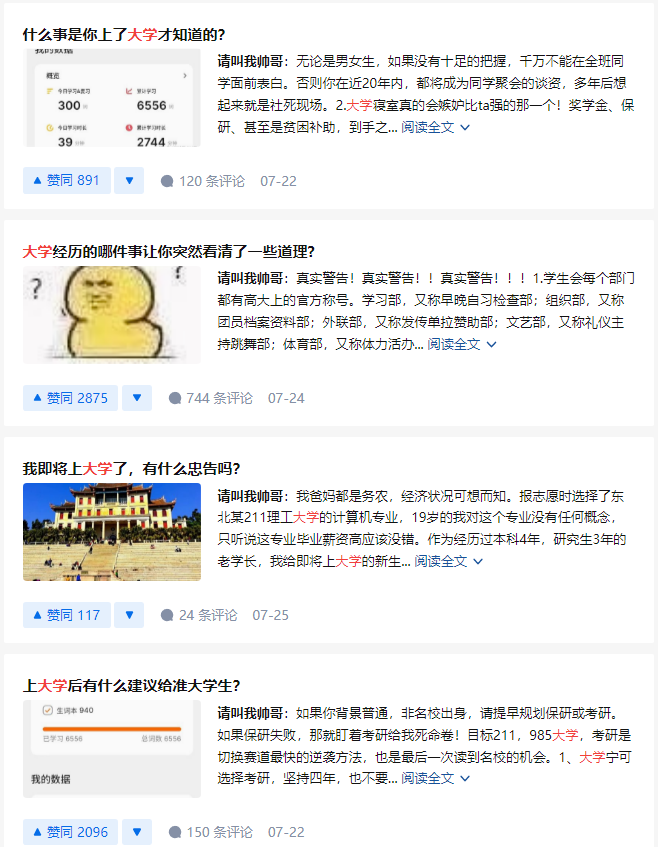 什么事是你上了大学才知道的？
我的数据
概览
今日学习&复习
累计学习
300
6556
今日学习时长
累计学习时长
39
2744
请叫我帅哥：无论是男女生，如果没有十足的把握，千万不能在全班同
学面前表白。否则你在近20年内，都将成为同学聚会的谈资，多年后想
起来就是社死现场。2.大学寝室真的会嫉妒比ta强的那一个！奖学金、保
研、甚至是贫困补助，到手之... 阅读全文
赞同 891
120 条评论 07-22
大学经历的哪件事让你突然看清了一些道理？
? ?
请叫我帅哥：真实警告！真实警告！！真实警告！！！1.学生会每个部门
都有高大上的官方称号。学习部，又称早晚自习检查部；组织部，又称
团员档案资料部；外联部，又称发传单拉赞助部；文艺部，又称礼仪主
持跳舞部；体育部，又称体力活办... 阅读全文
赞同 2875
744 条评论 07-24
我即将上大学了，有什么忠告吗？
请叫我帅哥：我爸妈都是务农，经济状况可想而知。报志愿时选择了东
北某211理工大学的计算机专业，19岁的我对这个专业没有任何概念，
只听说这专业毕业薪资高应该没错。作为经历过本科4年，研究生3年的
老学长，我给即将上大学的新生... 阅读全文
赞同 117
24 条评论 07-25
上大学后有什么建议给准大学生？
生词本 940
已学习 6556 总词数 6556
我的数据
请叫我帅哥：如果你背景普通，非名校出身，请提早规划保研或考研。
如果保研失败，那就盯着考研给我死命卷！目标211，985大学，考研是
切换赛道最快的逆袭方法，也是最后一次读到名校的机会。1、大学宁可
选择考研，坚持四年，也不要... 阅读全文
赞同 2096
150 条评论 07-22